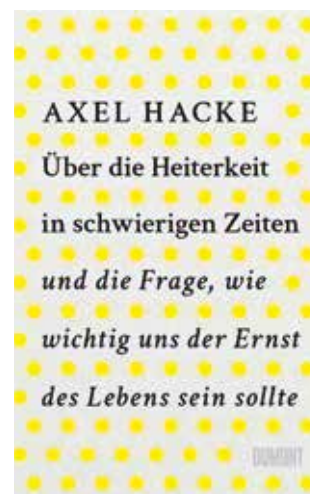 AXEL HACKE
Über die Heiterkeit
in schwierigen Zeiten
und die Frage, wie
wichtig uns der Ernst
des Lebens sein sollte
DUMONT